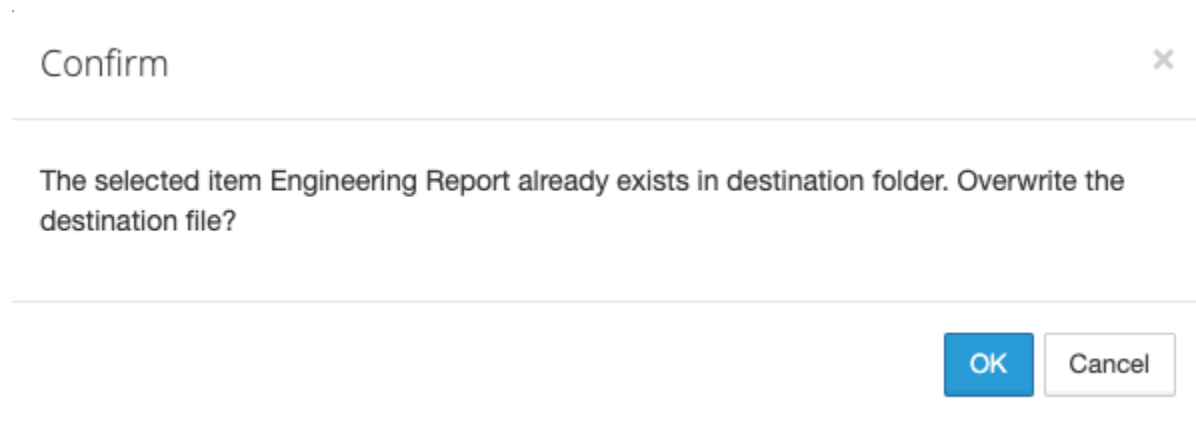 Confirm
The selected item Engineering Report already exists in destination folder. Overwrite the
destination file?
OK
Cancel